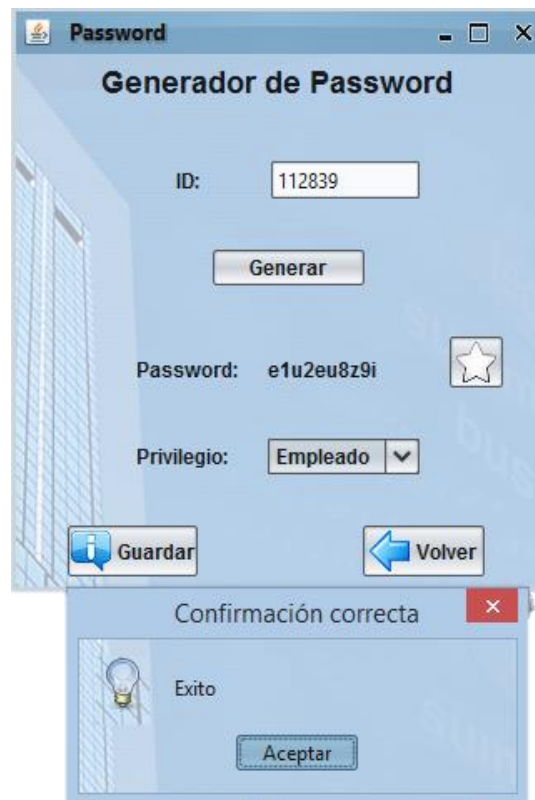 Password
Generador de Password
ID: 112839
Generar
Password: e1u2eu8z9i
Privilegio: Empleado
Guardar Volver
Confirmación correcta
Exito
Aceptar